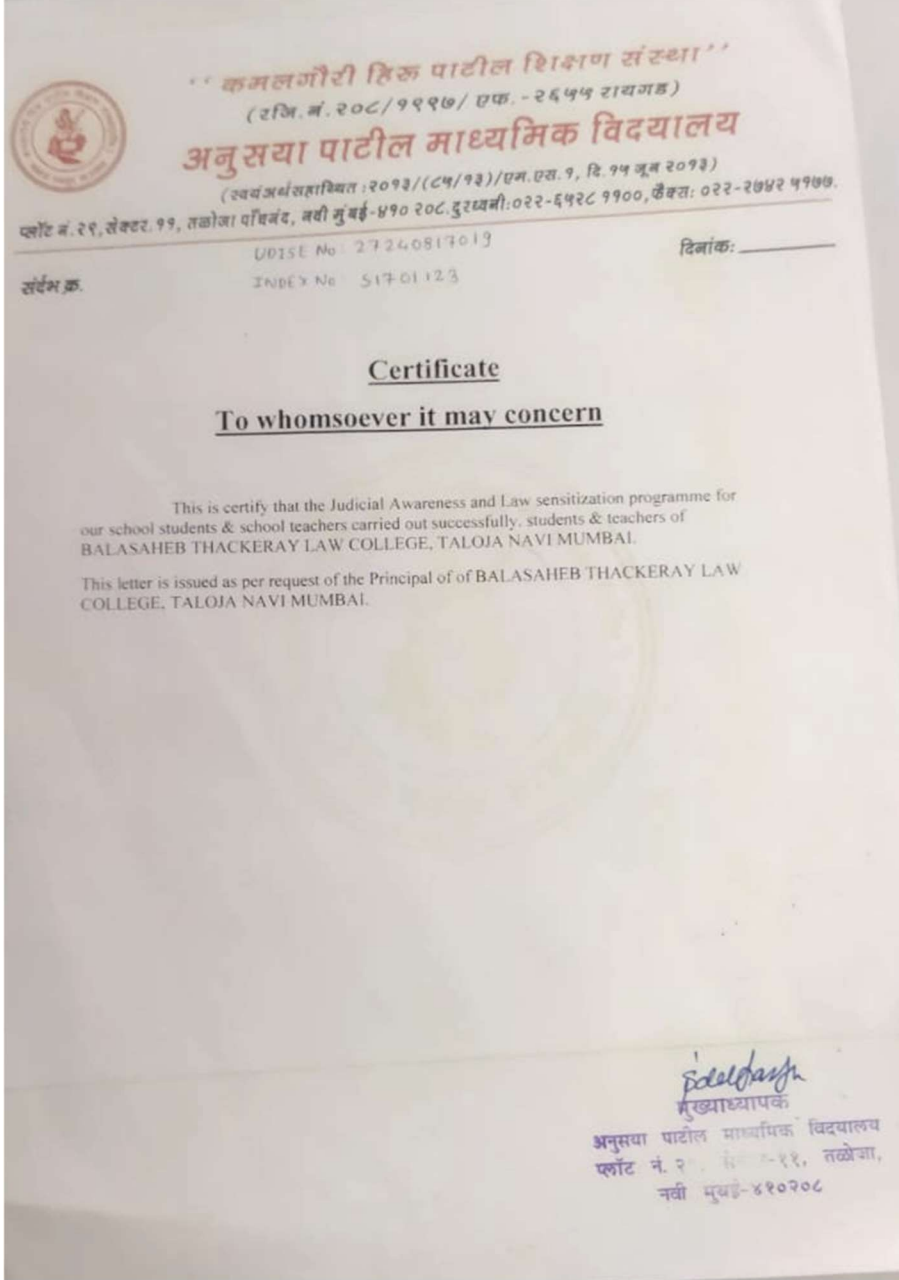 ‘‘ कमलगौरी हिरू पाटील शिक्षण संस्था’’
(रजि.नं.२०८/१९९७/ एफ.-२६५५ रायगड)
अनुसया पाटील माध्यमिक विदयालय
(स्वयंअर्थसहाय्यित :२०१३/(८५/१३)/एम.एस.१, दि.१५ जून २०१३)
प्लॉट नं.२९,सेक्टर.११, तळोजा पाँचनंद, नवी मुंबई-४१० २०८.दुरध्वनी:०२२-६५२८ ११००,फॅक्स: ०२२-२७४२ ५१७७.
UDISE No: 27240817019
दिनांक:
संर्दभ क्र.
INDEX No 51701123
Certificate
To whomsoever it may concern
This is certify that the Judicial Awareness and Law sensitization programme for
our school students & school teachers carried out successfully. students & teachers of
BALASAHEB THACKERAY LAW COLLEGE, TALOJA NAVI MUMBAI.
This letter is issued as per request of the Principal of of BALASAHEB THACKERAY LAW
COLLEGE, TALOJA NAVI MUMBAI.
मुख्याध्यापक
अनुसया पाटील माध्यमिक विदयालय
प्लॉट नं. २ -११, तळोजा,
नवी मुंबई-४१०२०८